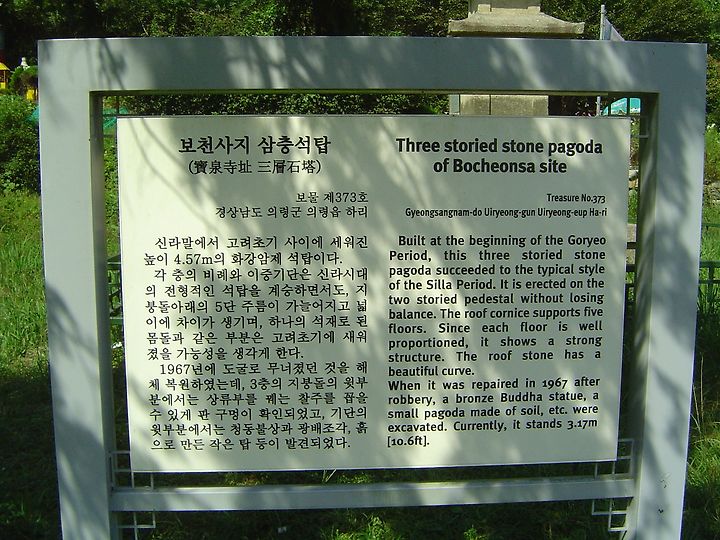 보천사지 삼층석탑
(寶泉寺址 三層石塔)
보물 제373호
경상남도 의령군 의령읍 하리
신라말에서 고려초기 사이에 세워진
높이 4.57m의 화강암제 석탑이다.
각 층의 비례와 이중기단은 신라시대
의 전형적인 석탑을 계승하면서도, 지
붕돌아래의 5단 주름이 가늘어지고 넓
이에 차이가 생기며, 하나의 석재로 된
몸돌과 같은 부분은 고려초기에 새워
졌을 가능성을 생각게 한다.
1967년에 도굴로 무너졌던 것을 해
체 복원하였는데, 3층의 지붕돌의 윗부
분에서는 상륜부를 꿰는 찰주를 꼽을
수 있게 판 구멍이 확인되었고, 기단의
윗부분에서는 청동불상과 광배조각, 흙
으로 만든 작은 탑 등이 발견되었다.
Three storied stone pagoda
of Bocheonsa site
Treasure No.373
Gyeongsangnam-do Uiryeong-gun Uiryeong-eup Ha-ri
Built at the beginning of the Goryeo
Period, this three storied stone
pagoda succeeded to the typical style
of the Silla Period. It is erected on the
two storied pedestal without losing
balance. The roof cornice supports five
floors. Since each floor is well
proportioned, it shows a strong
structure. The roof stone has a
beautiful curve.
When it was repaired in 1967 after
robbery, a bronze Buddha statue, a
small pagoda made of soil, etc. were
excavated. Currently, it stands 3.17m
[10.6ft].